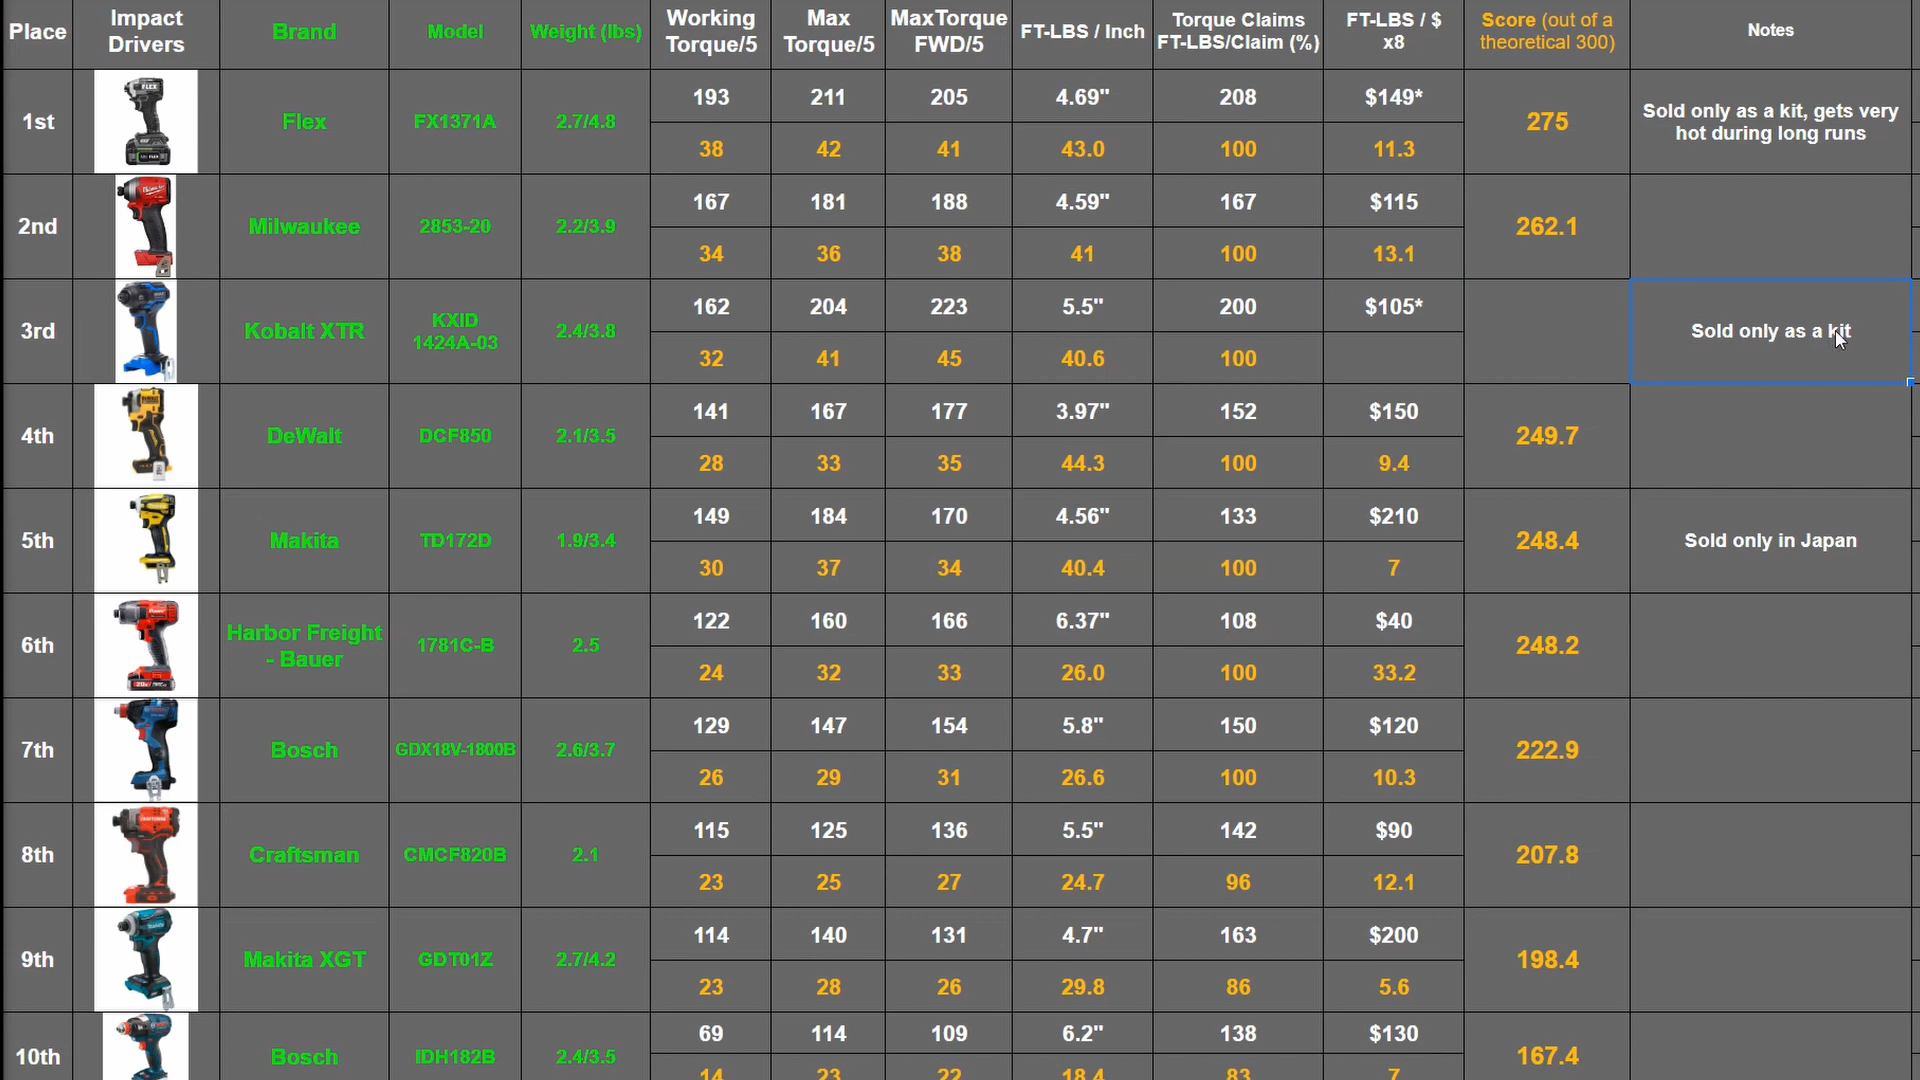 Place
Impact
Drivers
Brand
Model
Weight (lbs)
Working
Torque/5
Max
Torque/5
MaxTorque
FWD/5
FT-LBS / Inch
Torque Claims
FT-LBS/Claim (%)
FT-LBS / $
x8
Score (out of a
theoretical 300)
Notes
1st
FLEX
Flex
FX1371A
2.7/4.8
193
211
205
4.69"
208
$149*
38
42
41
43.0
100
11.3
275
Sold only as a kit, gets very
hot during long runs
2nd
Milwaukee
2853-20
2.2/3.9
167
181
188
4.59"
167
$115
34
36
38
41
100
13.1
262.1
3rd
Kobalt XTR
KXID
1424A-03
2.4/3.8
162
204
223
5.5"
200
$105*
32
41
45
40.6
100
Sold only as a kit
4th
DeWalt
DCF850
2.1/3.5
141
167
177
3.97"
152
$150
28
33
35
44.3
100
9.4
249.7
5th
Makita
TD172D
1.9/3.4
149
184
170
4.56"
133
$210
30
37
34
40.4
100
7
248.4
Sold only in Japan
6th
Harbor Freight
- Bauer
1781C-B
2.5
122
160
166
6.37"
108
$40
24
32
33
26.0
100
33.2
248.2
7th
Bosch
GDX18V-1800B
2.6/3.7
129
147
154
5.8"
150
$120
26
29
31
26.6
100
10.3
222.9
8th
Craftsman
CMCF820B
2.1
115
125
136
5.5"
142
$90
23
25
27
24.7
96
12.1
207.8
9th
Makita XGT
GDT01Z
2.7/4.2
114
140
131
4.7"
163
$200
23
28
26
29.8
86
5.6
198.4
10th
Bosch
IDH182B
2.4/3.5
69
114
109
6.2"
138
$130
14
23
22
18.4
83
7
167.4